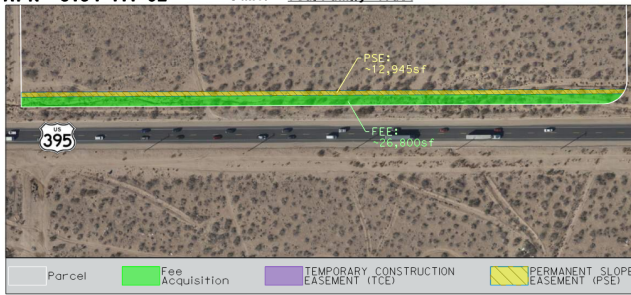 PSE:
~12,945sf
FEE:
~26,800sf
US
395
Parcel
Fee
Acquisition
TEMPORARY CONSTRUCTION
EASEMENT (TCE)
PERMANENT SLOPE
EASEMENT (PSE)